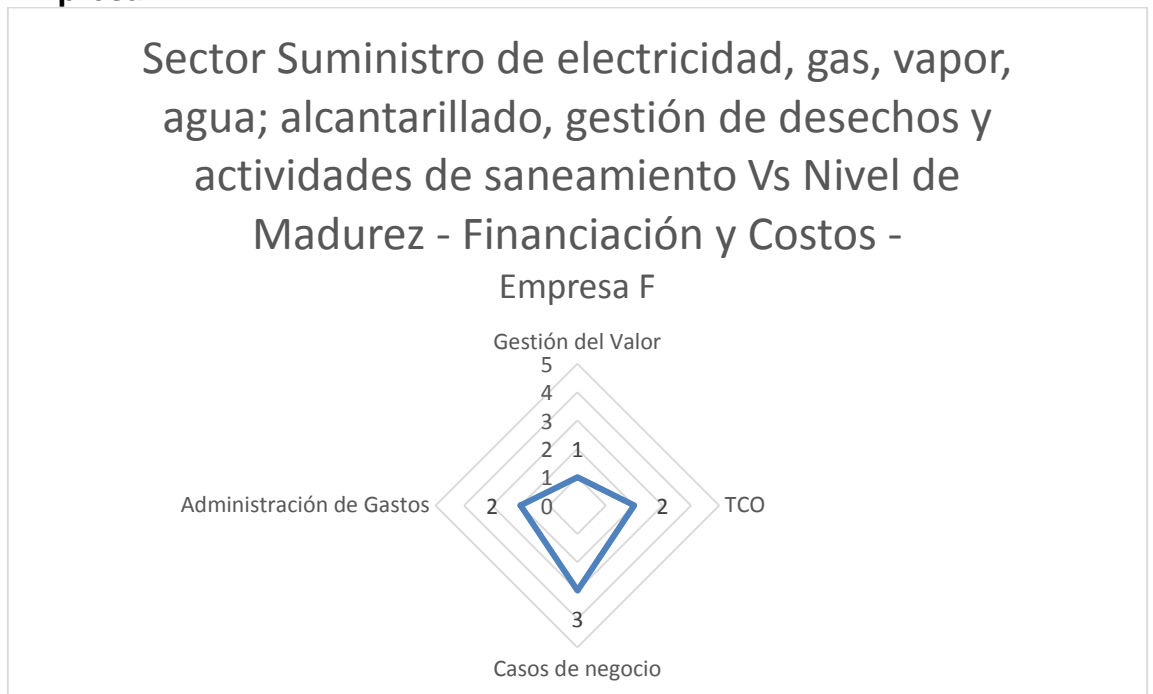 Sector Suministro de electricidad, gas, vapor,
agua; alcantarillado, gestión de desechos y
actividades de saneamiento Vs Nivel de
Madurez - Financiación y Costos -
Empresa F
Gestión del Valor
5
4
3
2 1
1
Administración de Gastos 2 0 2 TCO
3
Casos de negocio